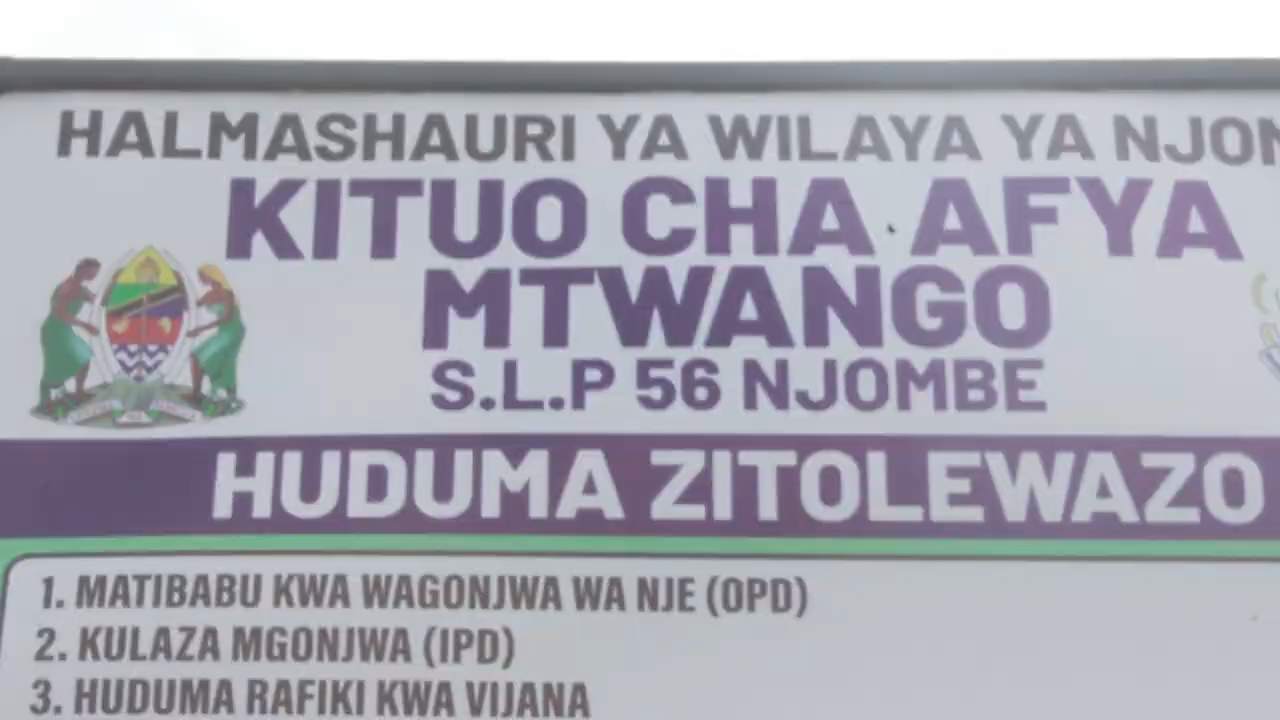 HALMASHAURI YA WILAYA YA
KITUO CHA AFYA
MTWANGO
S.L.P 56 NJOMBE
HUDUMA ZITOLEWAZO
1. MATIBABU KWA WAGONJWA WA NJE (OPD)
2. KULAZA MGONJWA (IPD)
3. HUDUMA RAFIKI KWA VIJANA